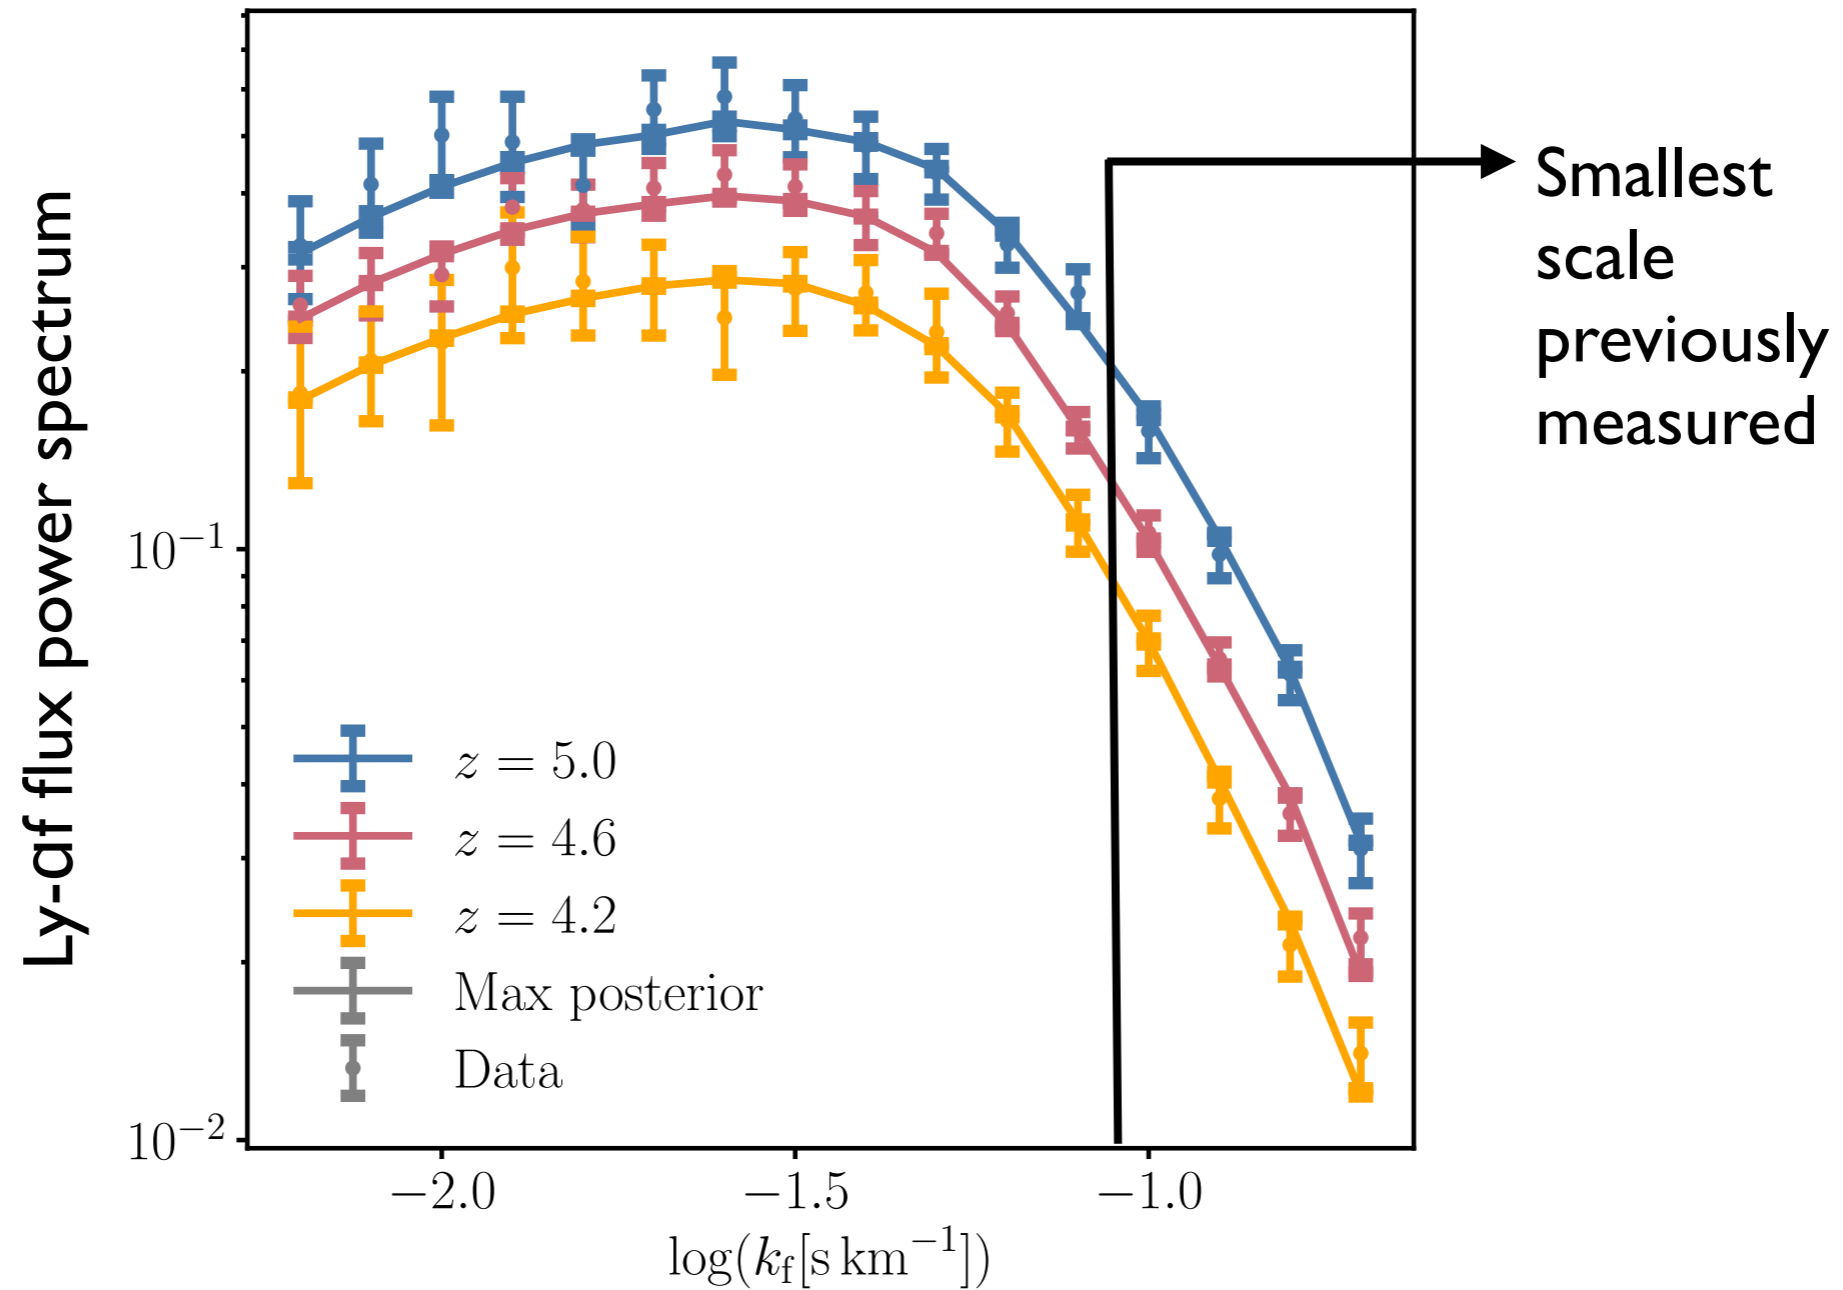 Ly-αf flux power spectrum
10⁻¹
10⁻²
−2.0
−1.5
−1.0
log(k_f[s km⁻¹])
z = 5.0
z = 4.6
z = 4.2
Max posterior
Data
Smallest
scale
previously
measured